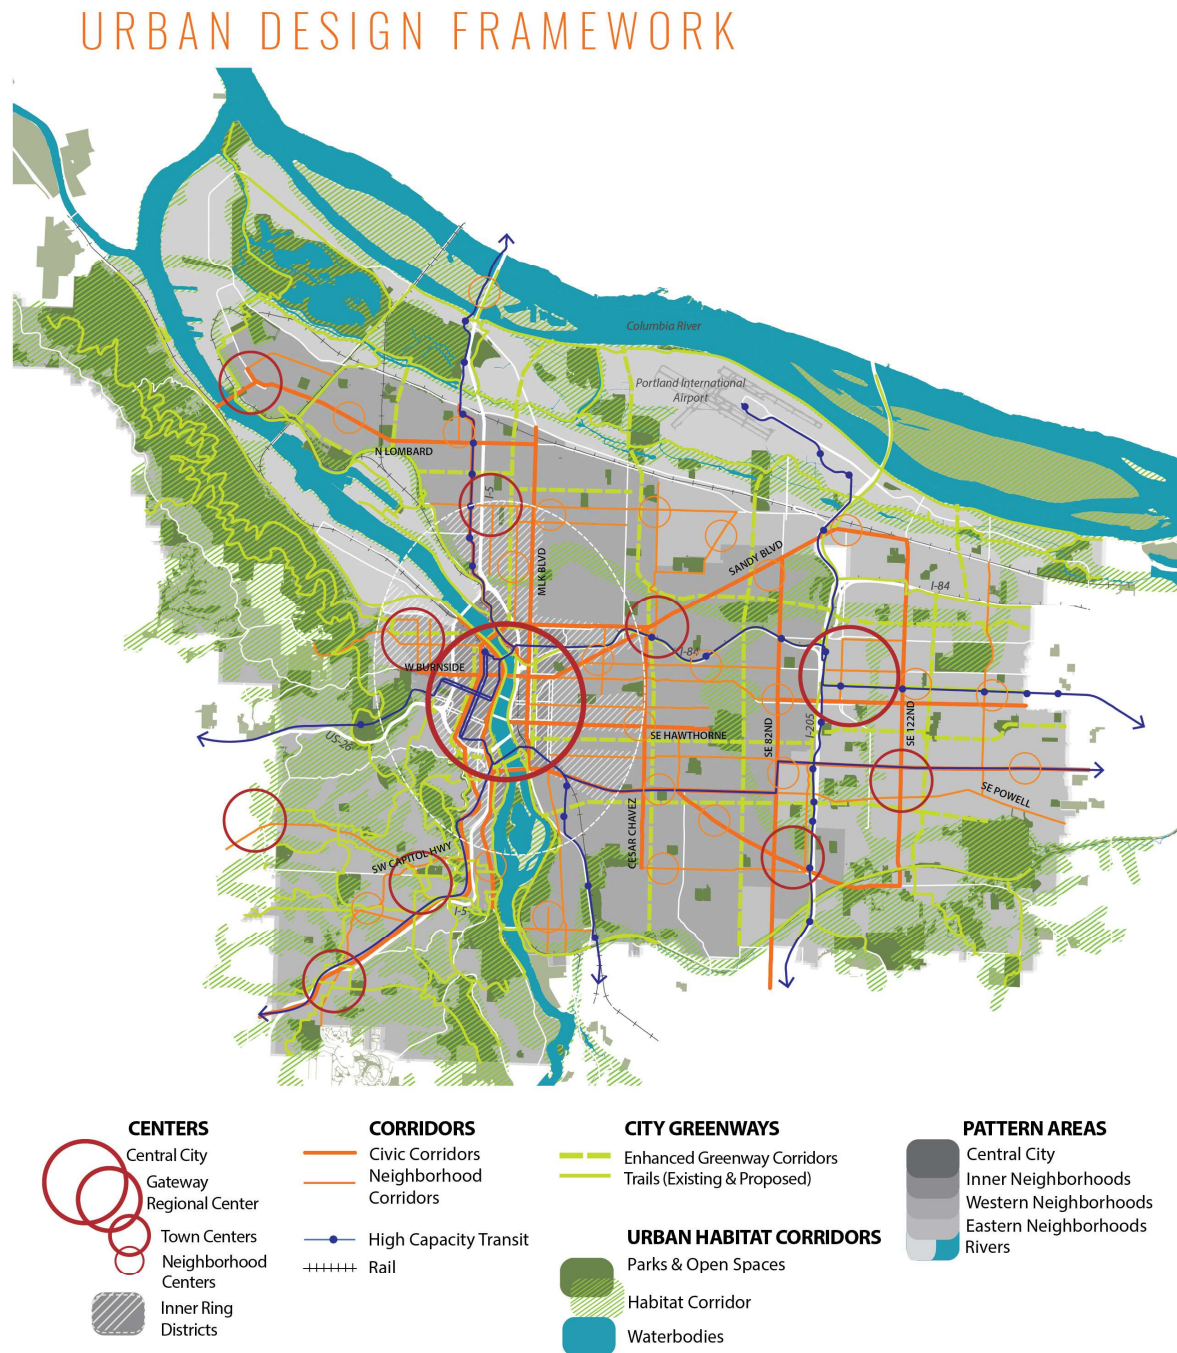 URBAN DESIGN FRAMEWORK
Columbia River
Portland International
Airport
N LOMBARD
I-5
MLK BLVD
SANDY BLVD
I-84
I-84
W BURNSIDE
US-26
SE HAWTHORNE
SE 82ND
I-205
SE 122ND
SE POWELL
CESAR CHAVEZ
SW CAPITOL HWY
I-5
CENTERS
Central City
Gateway
Regional Center
Town Centers
Neighborhood
Centers
Inner Ring
Districts
CORRIDORS
Civic Corridors
Neighborhood
Corridors
High Capacity Transit
Rail
CITY GREENWAYS
Enhanced Greenway Corridors
Trails (Existing & Proposed)
URBAN HABITAT CORRIDORS
Parks & Open Spaces
Habitat Corridor
Waterbodies
PATTERN AREAS
Central City
Inner Neighborhoods
Western Neighborhoods
Eastern Neighborhoods
Rivers